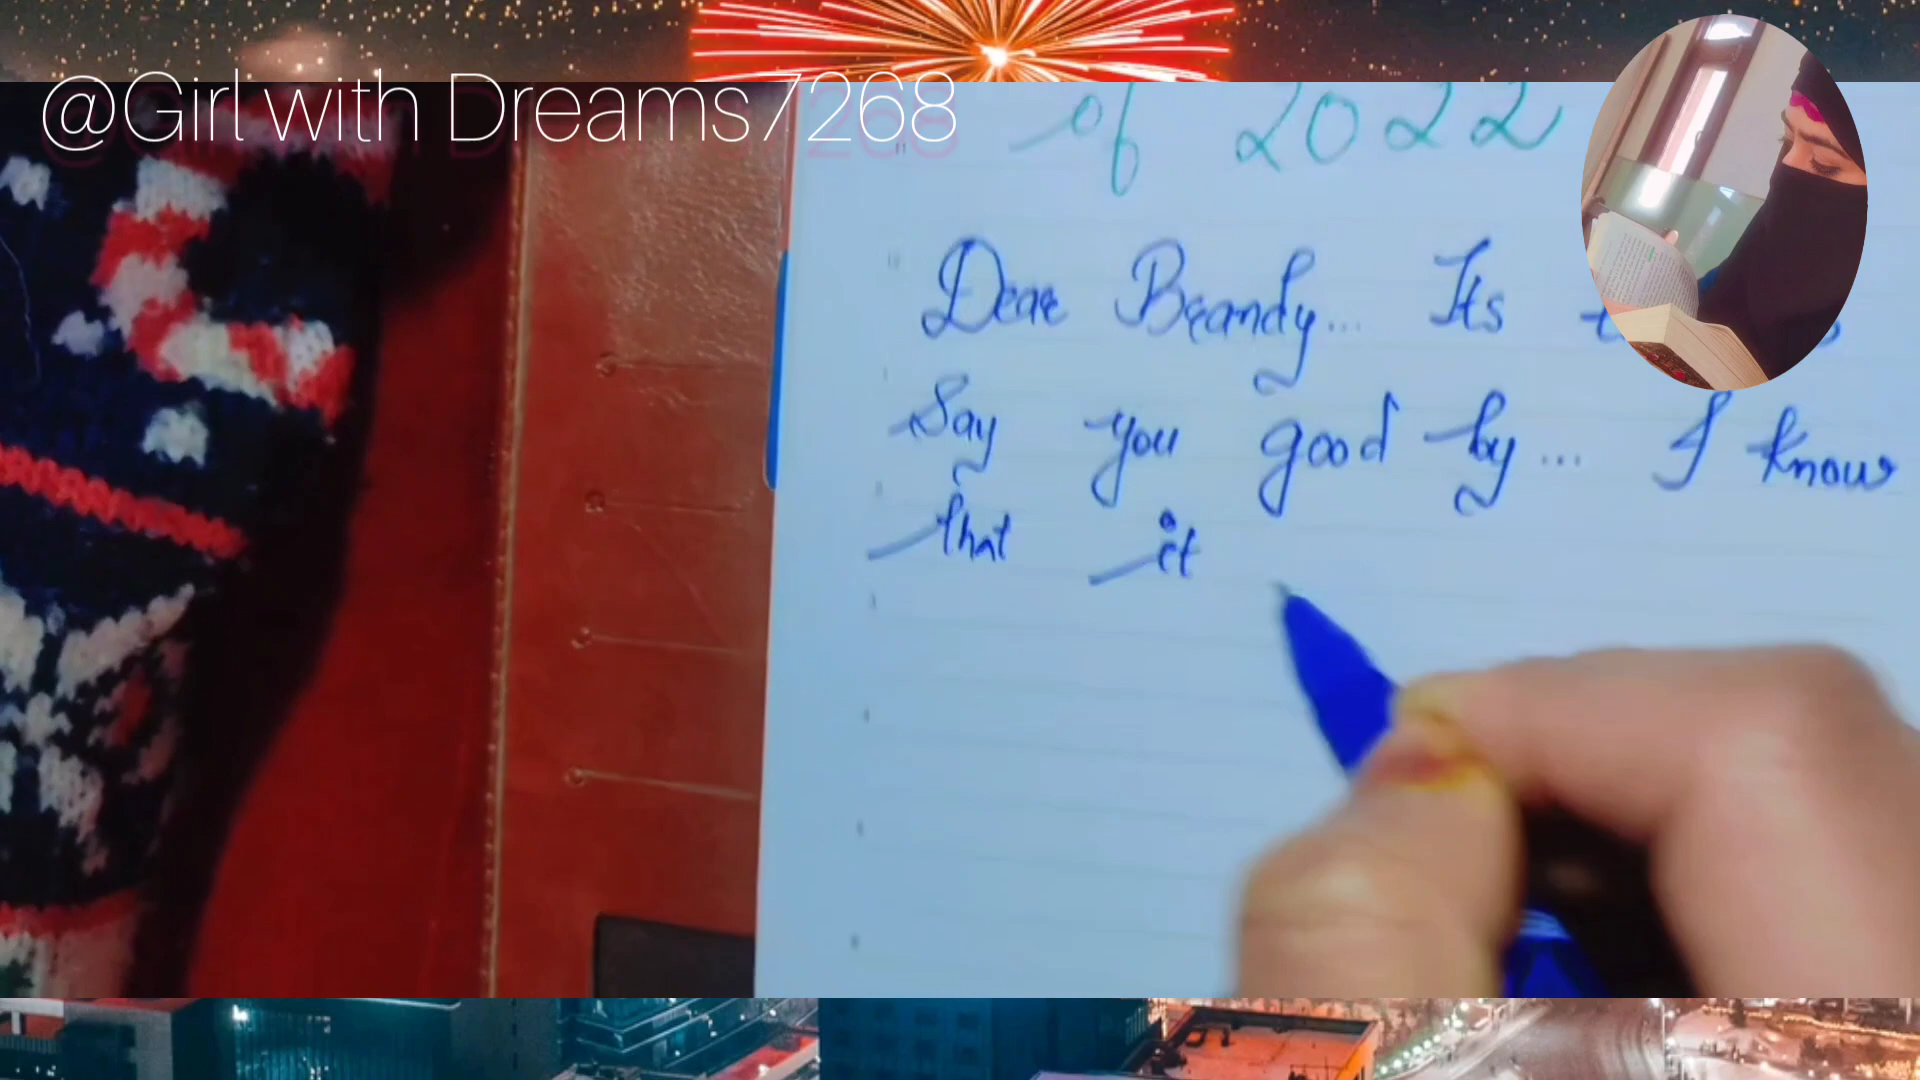 @Girl with Dreams7268
of 2022
Dear Brandy... Its
Say you good by... I know
that it